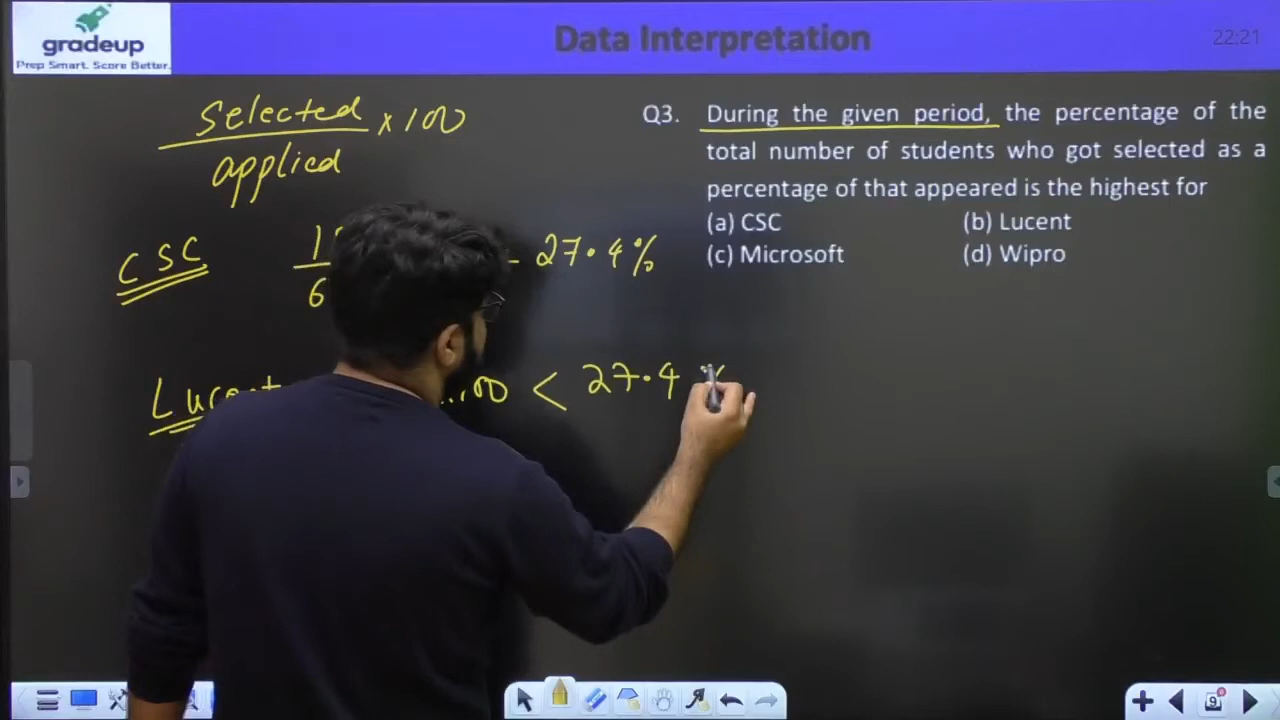 gradeup
Prep Smart. Score Better.
Data Interpretation
22:21
selected
applied
× 100
Q3. During the given period, the percentage of the
total number of students who got selected as a
percentage of that appeared is the highest for
(a) CSC (b) Lucent
(c) Microsoft (d) Wipro
CSC
27.4%
< 27.4
9